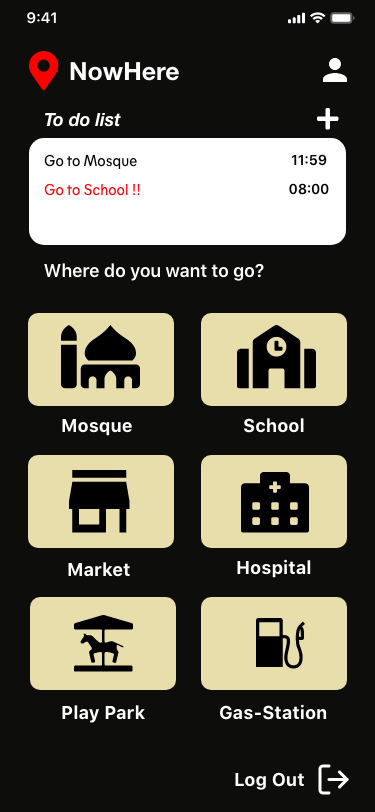 9:41
NowHere
To do list
Go to Mosque 11:59
Go to School !! 08:00
Where do you want to go?
Mosque School
Market Hospital
Play Park Gas-Station
Log Out